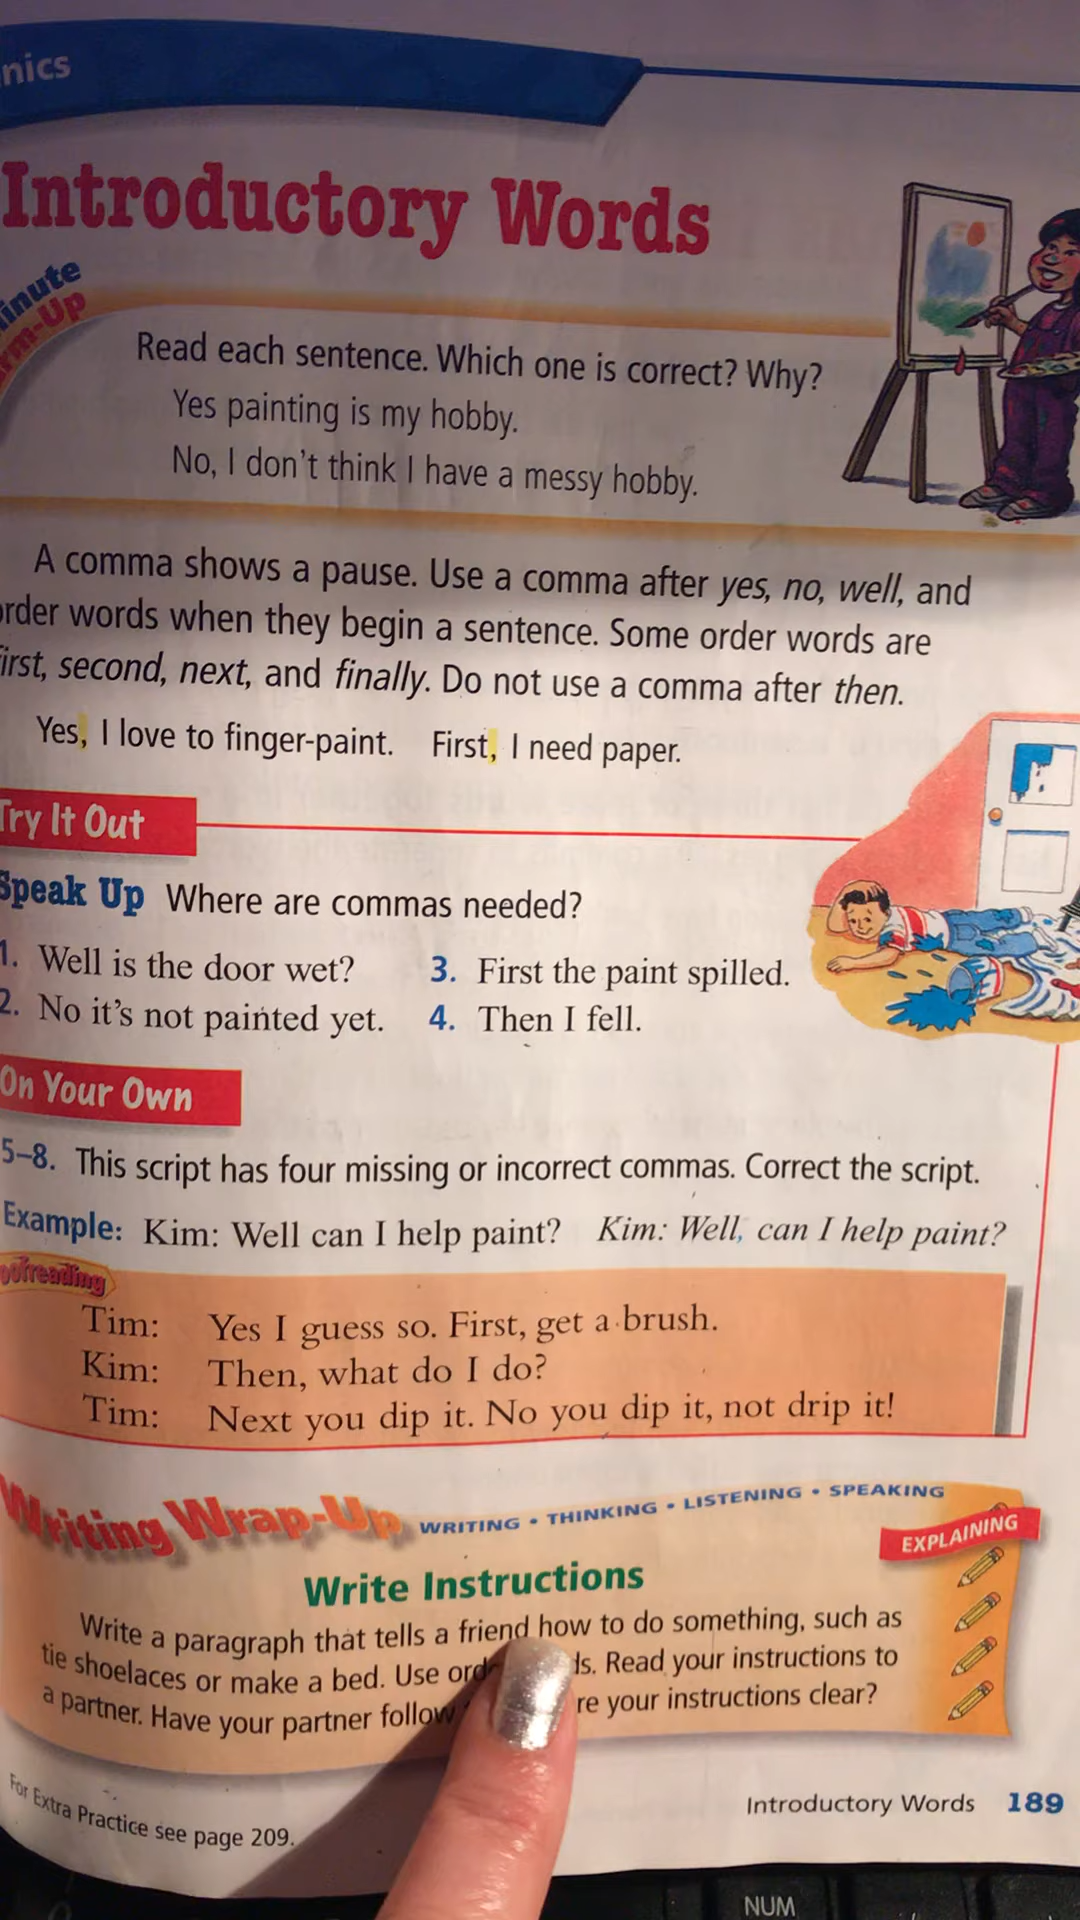 nics
Introductory Words
inute
rm-Up
Read each sentence. Which one is correct? Why?
Yes painting is my hobby.
No, I don't think I have a messy hobby.
A comma shows a pause. Use a comma after yes, no, well, and
order words when they begin a sentence. Some order words are
first, second, next, and finally. Do not use a comma after then.
Yes, I love to finger-paint. First, I need paper.
Try It Out
Speak Up Where are commas needed?
1. Well is the door wet? 3. First the paint spilled.
2. No it's not painted yet. 4. Then I fell.
On Your Own
5–8. This script has four missing or incorrect commas. Correct the script.
Example: Kim: Well can I help paint? Kim: Well, can I help paint?
oofreading
Tim: Yes I guess so. First, get a brush.
Kim: Then, what do I do?
Tim: Next you dip it. No you dip it, not drip it!
Writing Wrap-Up WRITING • THINKING • LISTENING • SPEAKING
EXPLAINING
Write Instructions
Write a paragraph that tells a friend how to do something, such as
tie shoelaces or make a bed. Use ord ds. Read your instructions to
a partner. Have your partner follow re your instructions clear?
For Extra Practice see page 209.
Introductory Words 189
NUM